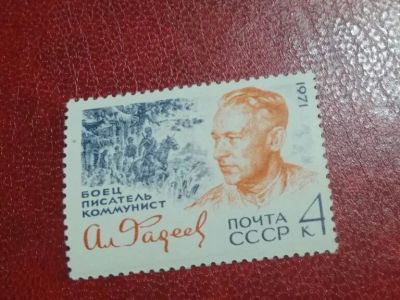 1971
БОЕЦ
ПИСАТЕЛЬ
КОММУНИСТ
Ал Фадеев
ПОЧТА
СССР
4 К